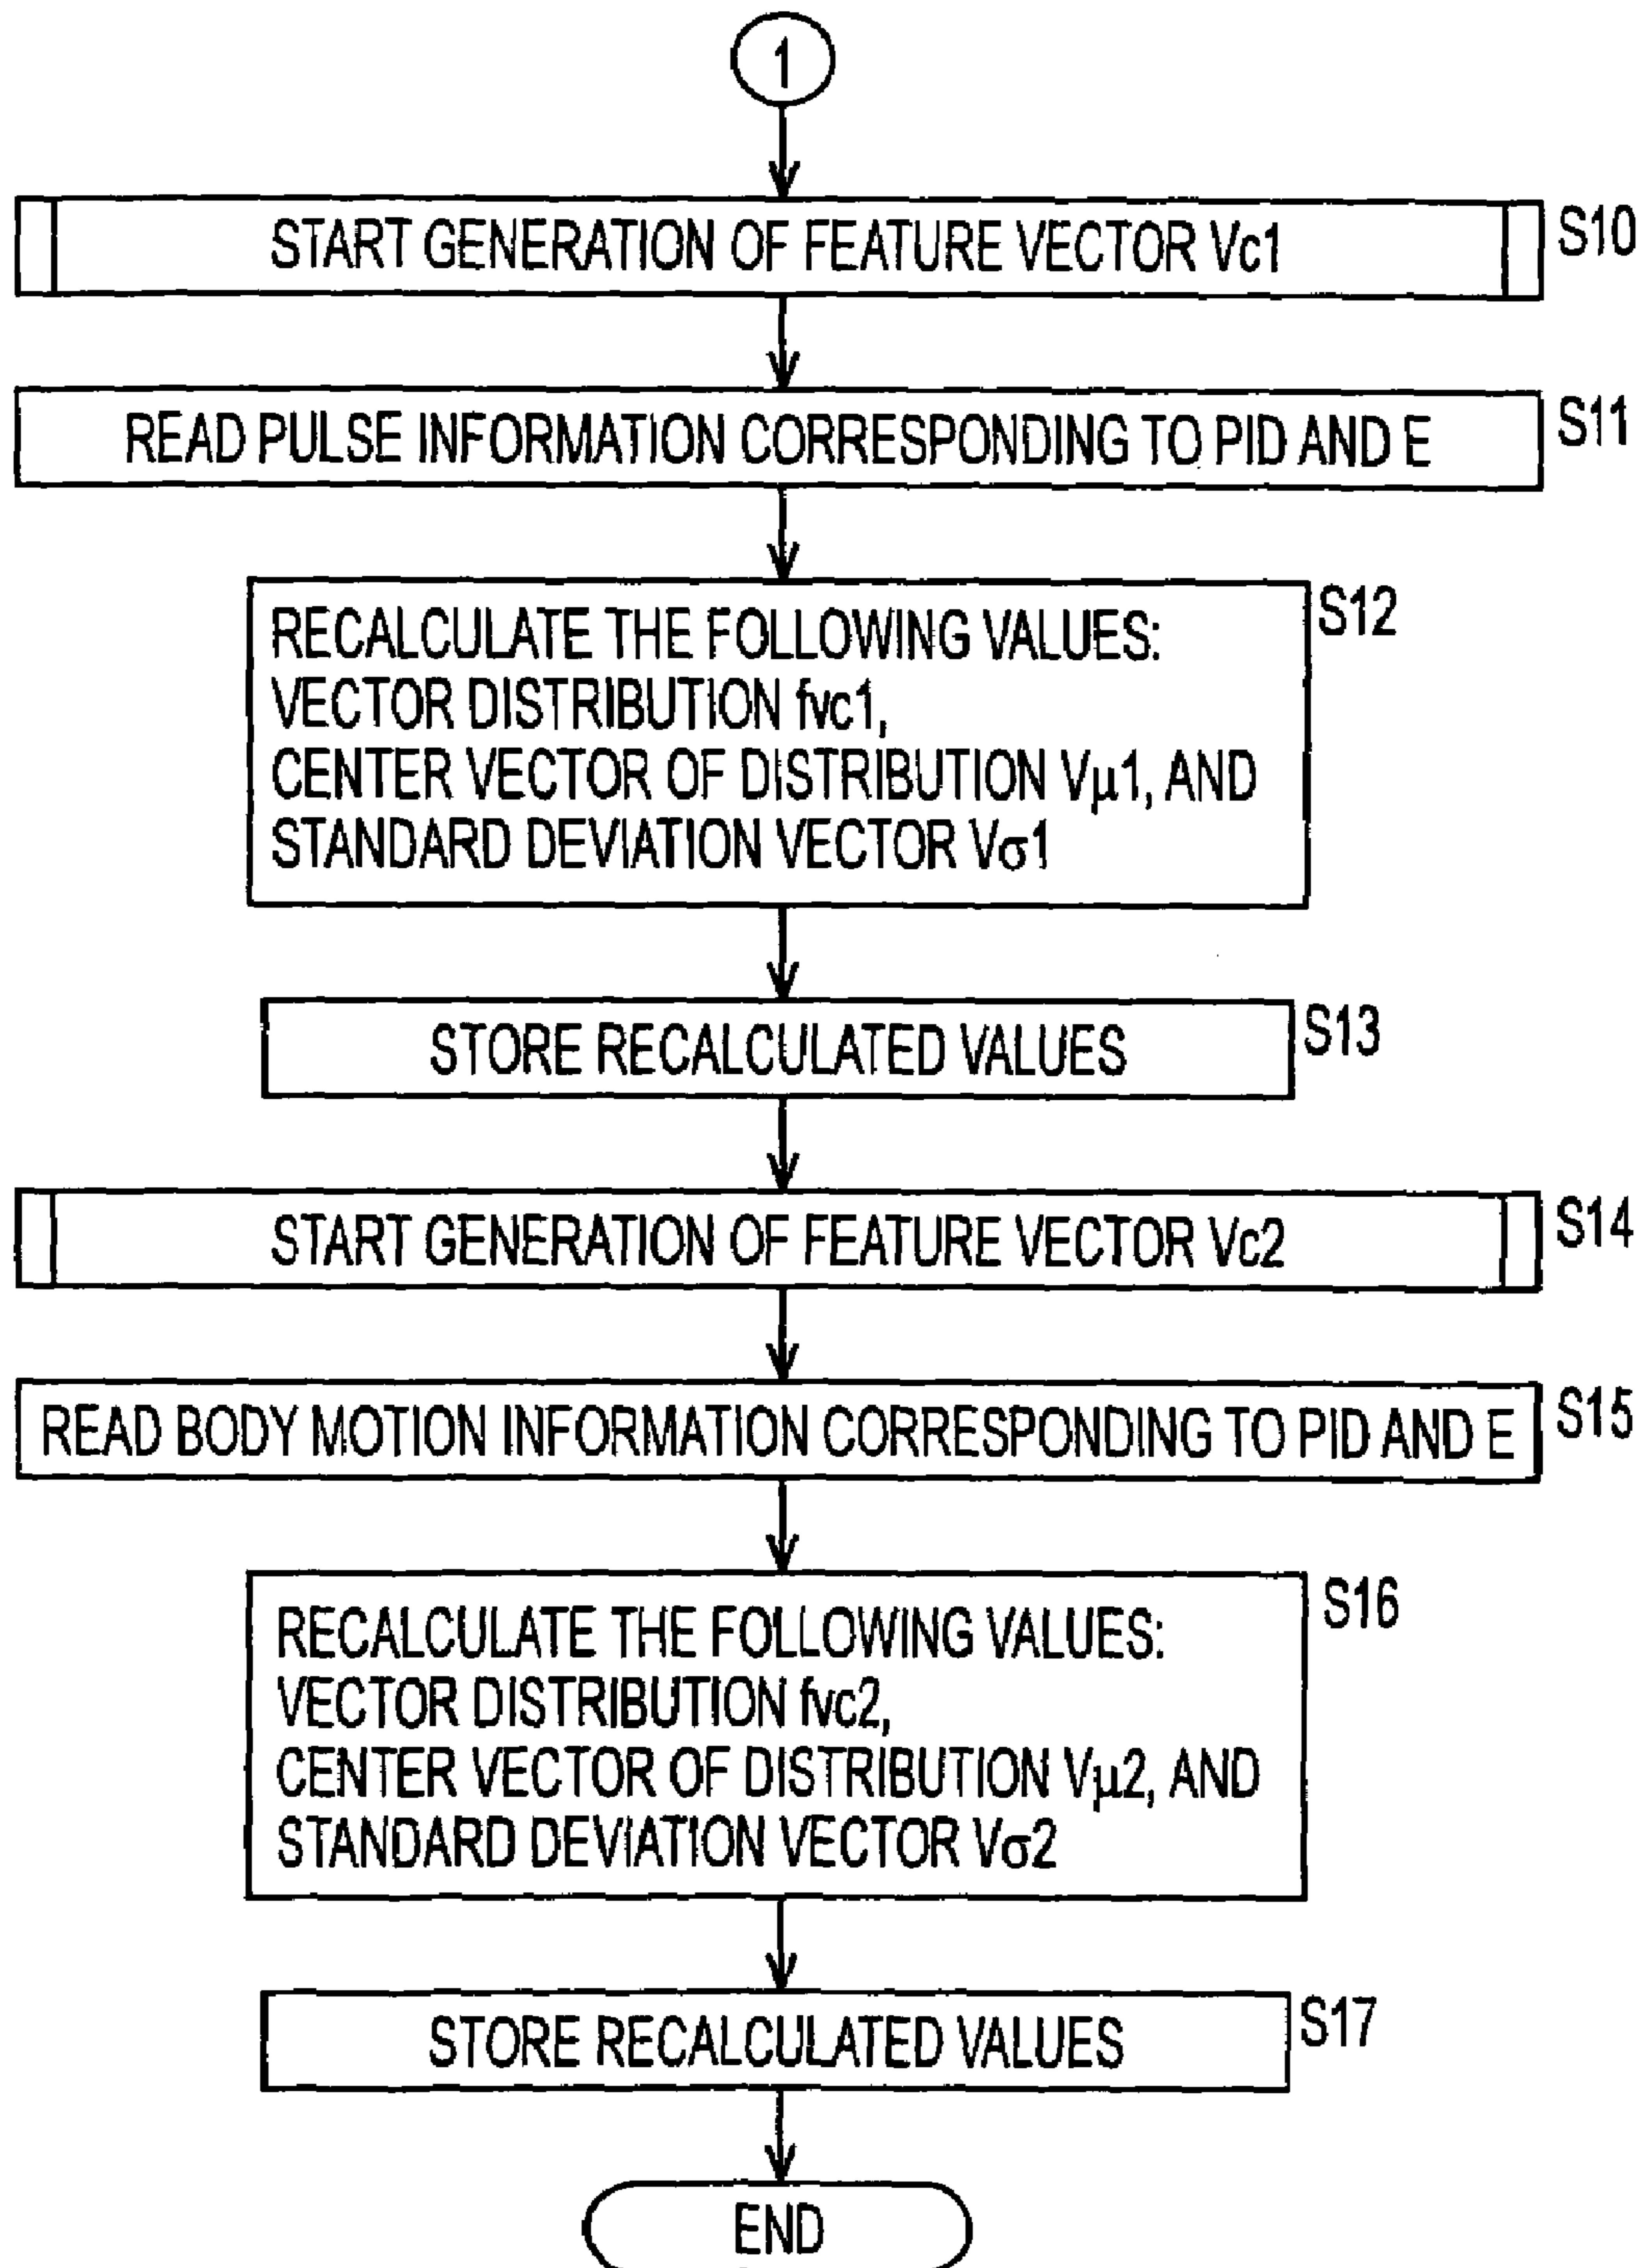 1
START GENERATION OF FEATURE VECTOR Vc1
S10
READ PULSE INFORMATION CORRESPONDING TO PID AND E
S11
RECALCULATE THE FOLLOWING VALUES:
VECTOR DISTRIBUTION fvc1,
CENTER VECTOR OF DISTRIBUTION Vμ1, AND
STANDARD DEVIATION VECTOR Vσ1
S12
STORE RECALCULATED VALUES
S13
START GENERATION OF FEATURE VECTOR Vc2
S14
READ BODY MOTION INFORMATION CORRESPONDING TO PID AND E
S15
RECALCULATE THE FOLLOWING VALUES:
VECTOR DISTRIBUTION fvc2,
CENTER VECTOR OF DISTRIBUTION Vμ2, AND
STANDARD DEVIATION VECTOR Vσ2
S16
STORE RECALCULATED VALUES
S17
END